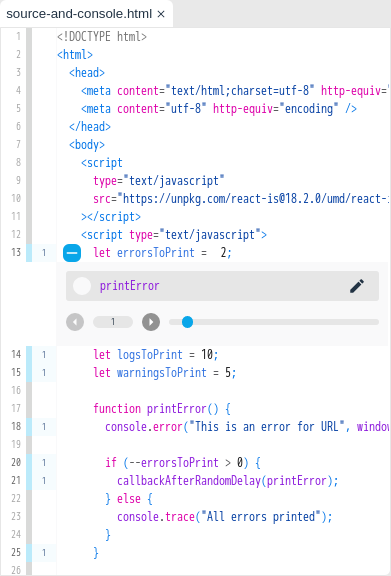 source-and-console.html ×
1 <!DOCTYPE html>
2 <html>
3 <head>
4 <meta content="text/html;charset=utf-8" http-equiv="
5 <meta content="utf-8" http-equiv="encoding" />
6 </head>
7 <body>
8 <script
9 type="text/javascript"
10 src="https://unpkg.com/react-is@18.2.0/umd/react-i
11 ></script>
12 <script type="text/javascript">
13 1 let errorsToPrint = 2;
printError
1
14 1 let logsToPrint = 10;
15 1 let warningsToPrint = 5;
16
17 function printError() {
18 1 console.error("This is an error for URL", window
19
20 1 if (--errorsToPrint > 0) {
21 1 callbackAfterRandomDelay(printError);
22 } else {
23 console.trace("All errors printed");
24 }
25 1 }
26